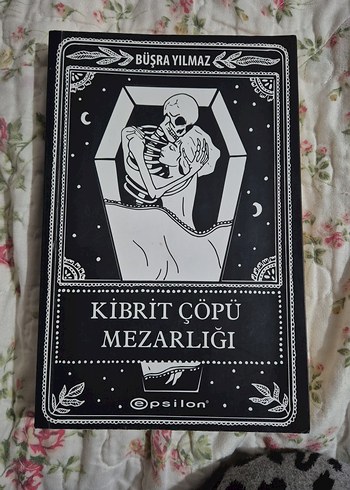 BÜŞRA YILMAZ
KİBRİT ÇÖPÜ
MEZARLIĞI
epsilon®